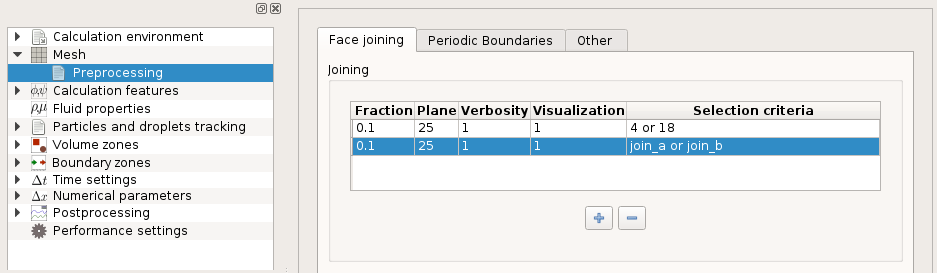 Calculation environment
Mesh
Preprocessing
ϕ,ψ Calculation features
ρ,μ Fluid properties
Particles and droplets tracking
Volume zones
Boundary zones
Δt Time settings
Δx Numerical parameters
Postprocessing
Performance settings
Face joining Periodic Boundaries Other
Joining
Fraction Plane Verbosity Visualization Selection criteria
0.1 25 1 1 4 or 18
0.1 25 1 1 join_a or join_b